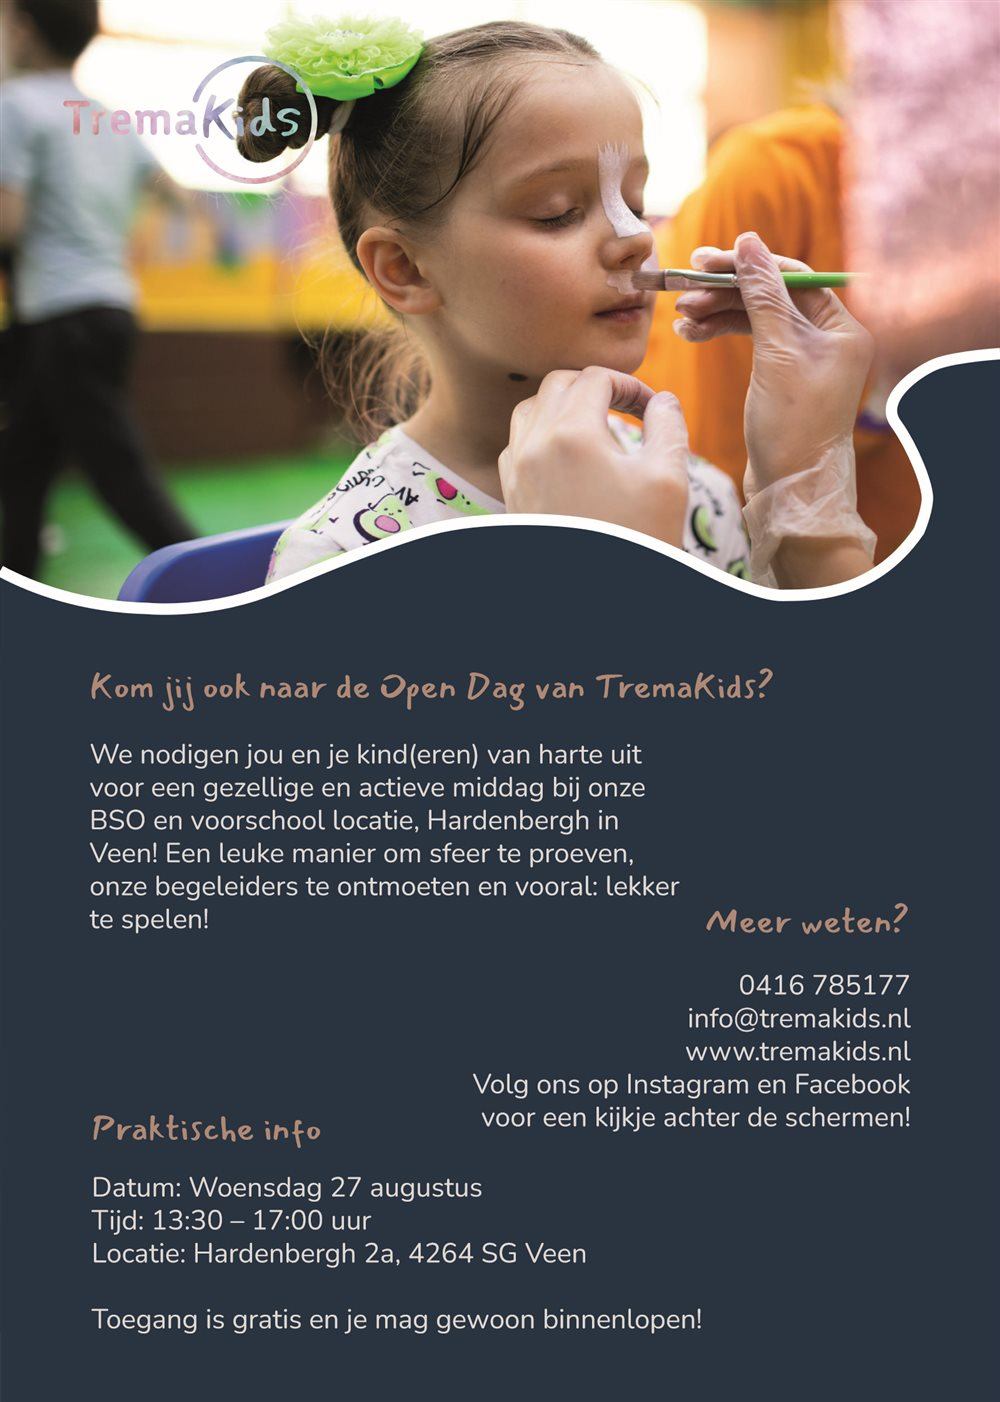 TremaKids
Kom jij ook naar de Open Dag van TremaKids?
We nodigen jou en je kind(eren) van harte uit
voor een gezellige en actieve middag bij onze
BSO en voorschool locatie, Hardenbergh in
Veen! Een leuke manier om sfeer te proeven,
onze begeleiders te ontmoeten en vooral: lekker
te spelen!
Meer weten?
0416 785177
info@tremakids.nl
www.tremakids.nl
Volg ons op Instagram en Facebook
voor een kijkje achter de schermen!
Praktische info
Datum: Woensdag 27 augustus
Tijd: 13:30 – 17:00 uur
Locatie: Hardenbergh 2a, 4264 SG Veen
Toegang is gratis en je mag gewoon binnenlopen!